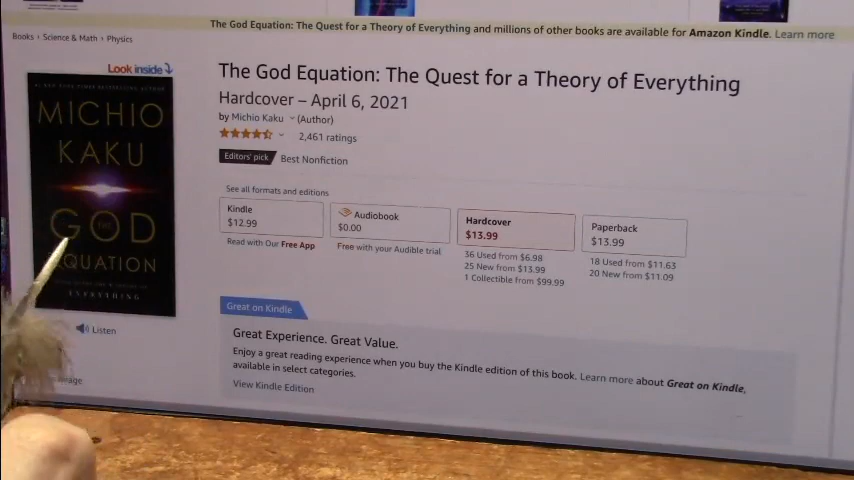 The God Equation: The Quest for a Theory of Everything and millions of other books are available for Amazon Kindle. Learn more
Books › Science & Math › Physics
Look inside
MICHIO
KAKU
THE
GOD
EQUATION
EVERYTHING
Listen
The God Equation: The Quest for a Theory of Everything
Hardcover – April 6, 2021
by Michio Kaku (Author)
2,461 ratings
Editors' pick Best Nonfiction
See all formats and editions
Kindle
$12.99
Read with Our Free App
Audiobook
$0.00
Free with your Audible trial
Hardcover
$13.99
36 Used from $6.98
25 New from $13.99
1 Collectible from $99.99
Paperback
$13.99
18 Used from $11.63
20 New from $11.09
Great on Kindle
Great Experience. Great Value.
Enjoy a great reading experience when you buy the Kindle edition of this book. Learn more about Great on Kindle,
available in select categories.
View Kindle Edition